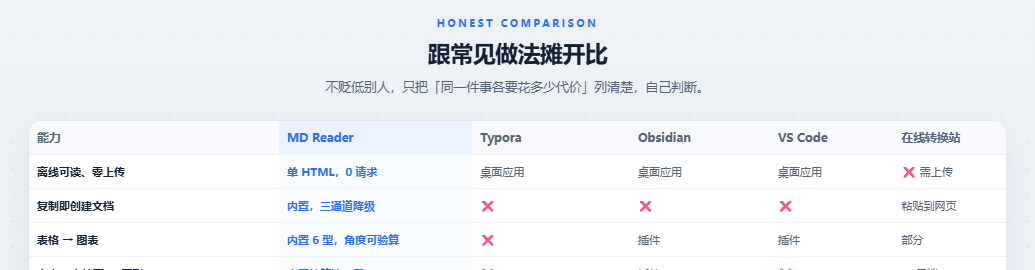 HONEST COMPARISON
跟常见做法摊开比
不贬低别人，只把「同一件事各要花多少代价」列清楚，自己判断。
能力 MD Reader Typora Obsidian VS Code 在线转换站
离线可读、零上传 单 HTML，0 请求 桌面应用 桌面应用 桌面应用 ❌ 需上传
复制即创建文档 内置，三通道降级 ❌ ❌ ❌ 粘贴到网页
表格 → 图表 内置 6 型，角度可验算 ❌ 插件 插件 部分